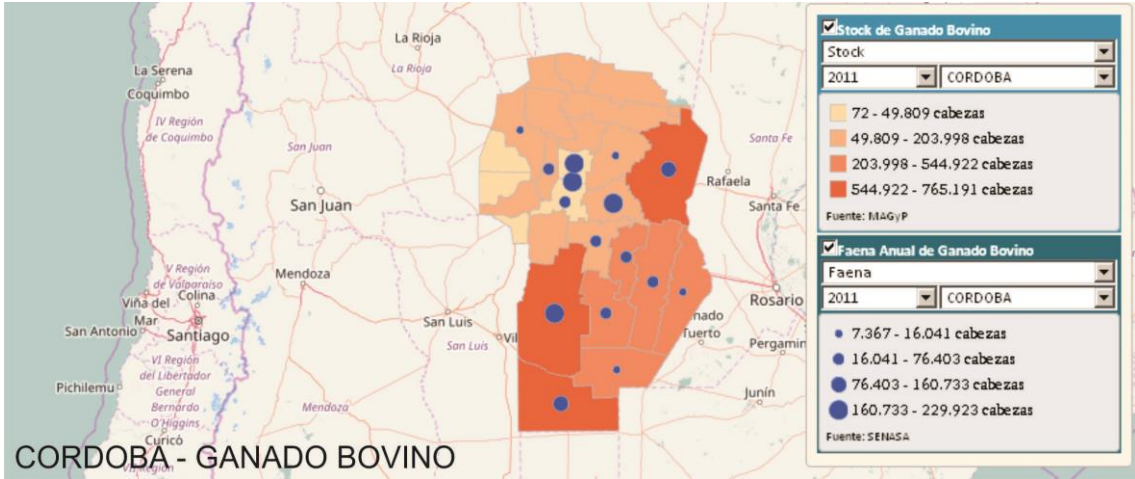 La Rioja
La Rioja
La Serena
Coquimbo
IV Región
de Coquimbo
San Juan
San Juan
Santa Fe
Rafaela
Santa Fe
V Región
de Valparaíso
Colina
Viña del
Mar
San Antonio
Santiago
Mendoza
San Luis
San Luis
Vil
Rosario
nado
Tuerto
Pergamin
Junín
VI Región
del Libertador
General
Bernardo
O'Higgins
Pichilemu
Mendoza
Curicó
VII Región
CORDOBA - GANADO BOVINO
Stock de Ganado Bovino
Stock
2011 CORDOBA
72 - 49.809 cabezas
49.809 - 203.998 cabezas
203.998 - 544.922 cabezas
544.922 - 765.191 cabezas
Fuente: MAGyP
Faena Anual de Ganado Bovino
Faena
2011 CORDOBA
7.367 - 16.041 cabezas
16.041 - 76.403 cabezas
76.403 - 160.733 cabezas
160.733 - 229.923 cabezas
Fuente: SENASA